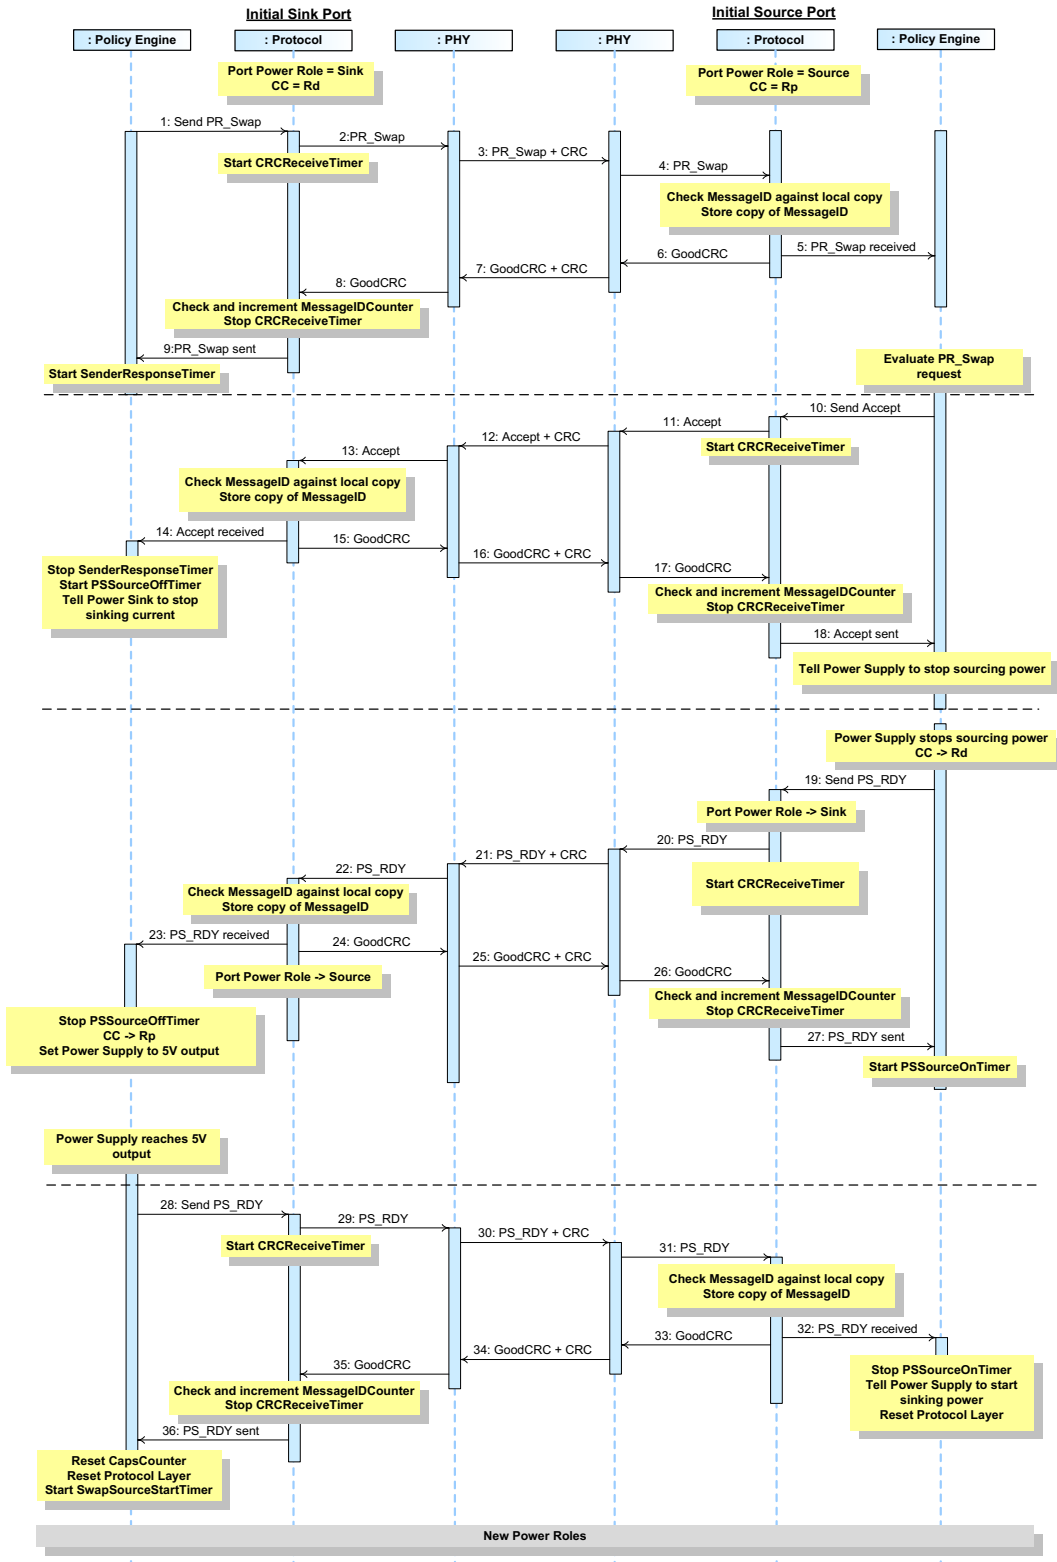 Initial Sink Port
Initial Source Port
: Policy Engine
: Protocol
: PHY
: PHY
: Protocol
: Policy Engine
Port Power Role = Sink
CC = Rd
Port Power Role = Source
CC = Rp
1: Send PR_Swap
2:PR_Swap
Start CRCReceiveTimer
3: PR_Swap + CRC
4: PR_Swap
Check MessageID against local copy
Store copy of MessageID
5: PR_Swap received
6: GoodCRC
7: GoodCRC + CRC
8: GoodCRC
Check and increment MessageIDCounter
Stop CRCReceiveTimer
9:PR_Swap sent
Start SenderResponseTimer
Evaluate PR_Swap
request
10: Send Accept
11: Accept
Start CRCReceiveTimer
12: Accept + CRC
13: Accept
Check MessageID against local copy
Store copy of MessageID
14: Accept received
15: GoodCRC
Stop SenderResponseTimer
Start PSSourceOffTimer
Tell Power Sink to stop
sinking current
16: GoodCRC + CRC
17: GoodCRC
Check and increment MessageIDCounter
Stop CRCReceiveTimer
18: Accept sent
Tell Power Supply to stop sourcing power
Power Supply stops sourcing power
CC -> Rd
19: Send PS_RDY
Port Power Role -> Sink
20: PS_RDY
Start CRCReceiveTimer
21: PS_RDY + CRC
22: PS_RDY
Check MessageID against local copy
Store copy of MessageID
23: PS_RDY received
24: GoodCRC
Port Power Role -> Source
25: GoodCRC + CRC
26: GoodCRC
Check and increment MessageIDCounter
Stop CRCReceiveTimer
Stop PSSourceOffTimer
CC -> Rp
Set Power Supply to 5V output
27: PS_RDY sent
Start PSSourceOnTimer
Power Supply reaches 5V
output
28: Send PS_RDY
29: PS_RDY
Start CRCReceiveTimer
30: PS_RDY + CRC
31: PS_RDY
Check MessageID against local copy
Store copy of MessageID
32: PS_RDY received
33: GoodCRC
34: GoodCRC + CRC
35: GoodCRC
Stop PSSourceOnTimer
Tell Power Supply to start
sinking power
Reset Protocol Layer
Check and increment MessageIDCounter
Stop CRCReceiveTimer
36: PS_RDY sent
Reset CapsCounter
Reset Protocol Layer
Start SwapSourceStartTimer
New Power Roles